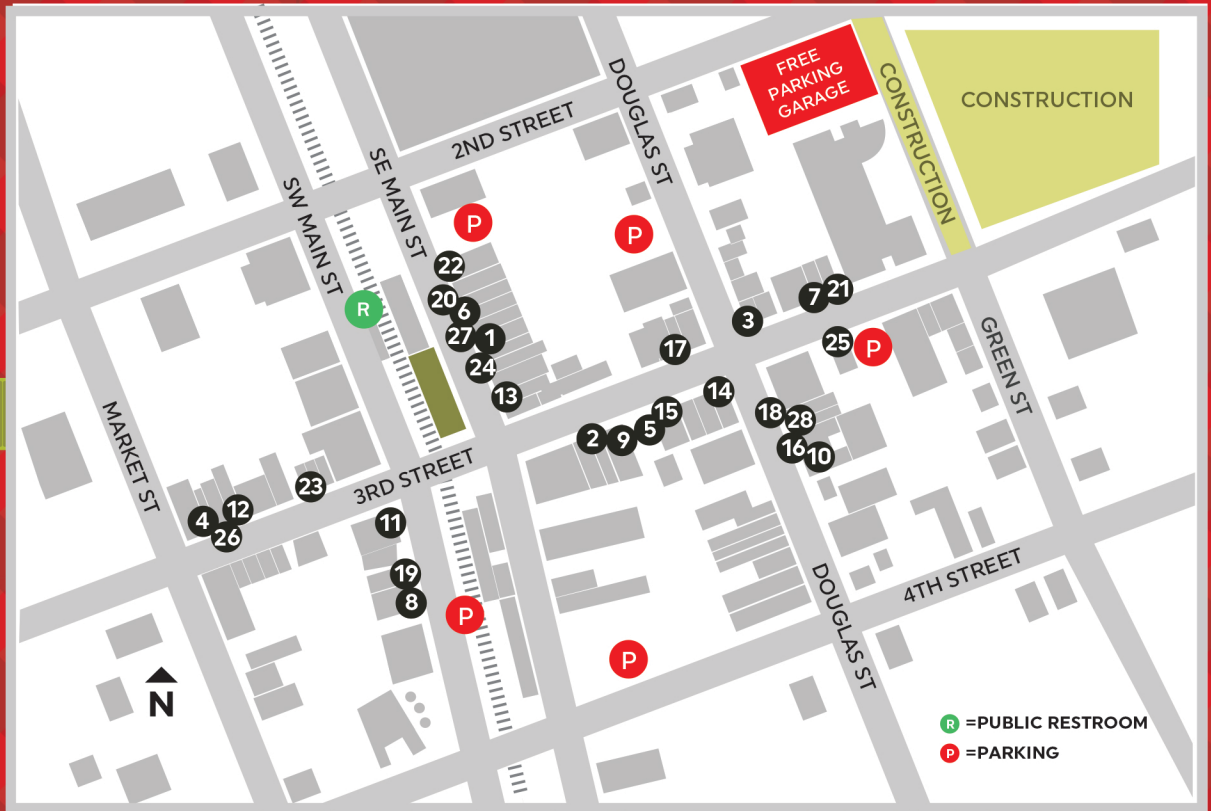 FREE
PARKING
GARAGE
CONSTRUCTION
CONSTRUCTION
DOUGLAS ST
2ND STREET
SE MAIN ST
SW MAIN ST
P
P
22
R
20
6
27
1
24
13
17
3
7
21
25
P
GREEN ST
14
15
5
9
2
18
28
16
10
MARKET ST
3RD STREET
23
12
4
26
11
19
8
P
P
4TH STREET
DOUGLAS ST
N
R =PUBLIC RESTROOM
P =PARKING